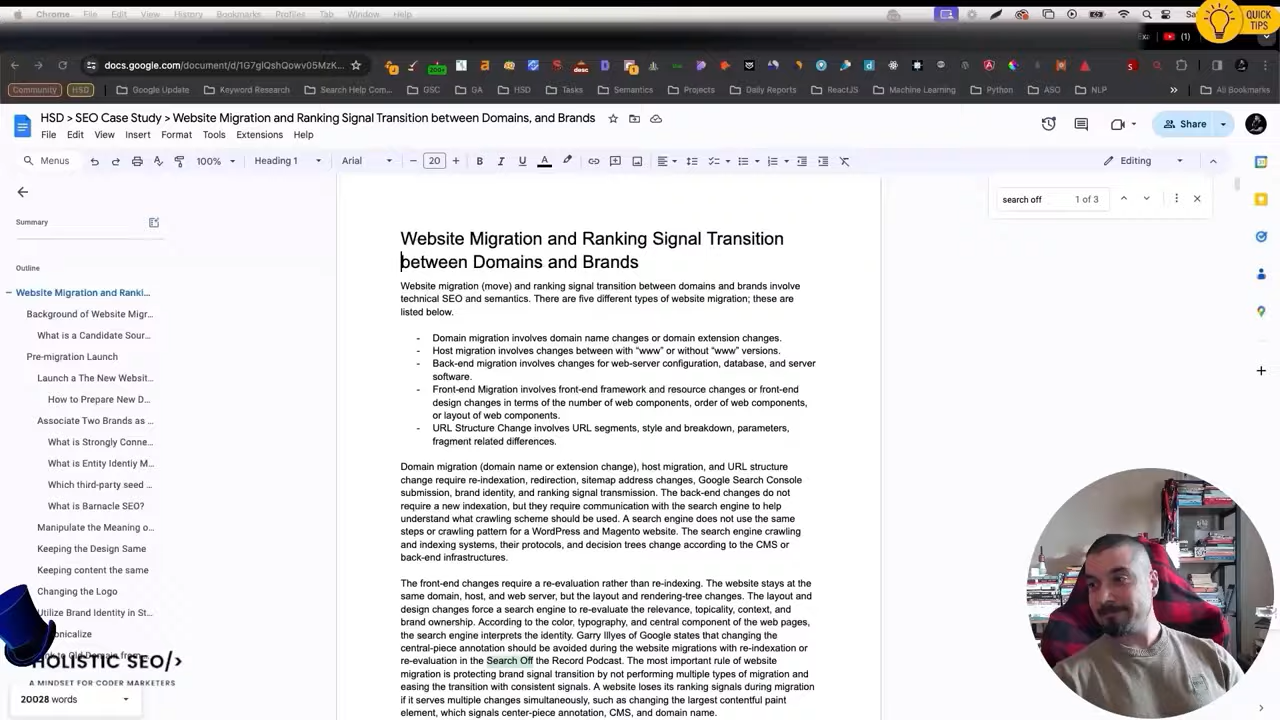 Chrome File Edit View History Bookmarks Profiles Tab Window Help
QUICK TIPS
(1)
docs.google.com/document/d/1G7glQshQowv05MzK...
200+
desc
Community HSD Google Update Keyword Research Search Help Com... GSC GA HSD Tasks Semantics Projects Daily Reports ReactJS Machine Learning Python ASO NLP » All Bookmarks
HSD > SEO Case Study > Website Migration and Ranking Signal Transition between Domains, and Brands
File Edit View Insert Format Tools Extensions Help
Share
Menus 100% Heading 1 Arial 20 Editing
search off 1 of 3
Summary
Outline
Website Migration and Ranki...
Background of Website Migr...
What is a Candidate Sour...
Pre-migration Launch
Launch a The New Websit...
How to Prepare New D...
Associate Two Brands as ...
What is Strongly Conne...
What is Entity Identiy M...
Which third-party seed ...
What is Barnacle SEO?
Manipulate the Meaning o...
Keeping the Design Same
Keeping content the same
Changing the Logo
Utilize Brand Identity in St...
HOLISTIC SEO/>
A MINDSET FOR CODER MARKETERS
20028 words
Website Migration and Ranking Signal Transition
between Domains and Brands
Website migration (move) and ranking signal transition between domains and brands involve
technical SEO and semantics. There are five different types of website migration; these are
listed below.
- Domain migration involves domain name changes or domain extension changes.
- Host migration involves changes between with “www” or without “www” versions.
- Back-end migration involves changes for web-server configuration, database, and server
software.
- Front-end Migration involves front-end framework and resource changes or front-end
design changes in terms of the number of web components, order of web components,
or layout of web components.
- URL Structure Change involves URL segments, style and breakdown, parameters,
fragment related differences.
Domain migration (domain name or extension change), host migration, and URL structure
change require re-indexation, redirection, sitemap address changes, Google Search Console
submission, brand identity, and ranking signal transmission. The back-end changes do not
require a new indexation, but they require communication with the search engine to help
understand what crawling scheme should be used. A search engine does not use the same
steps or crawling pattern for a WordPress and Magento website. The search engine crawling
and indexing systems, their protocols, and decision trees change according to the CMS or
back-end infrastructures.
The front-end changes require a re-evaluation rather than re-indexing. The website stays at the
same domain, host, and web server, but the layout and rendering-tree changes. The layout and
design changes force a search engine to re-evaluate the relevance, topicality, context, and
brand ownership. According to the color, typography, and central component of the web pages,
the search engine interprets the identity. Garry Illyes of Google states that changing the
central-piece annotation should be avoided during the website migrations with re-indexation or
re-evaluation in the Search Off the Record Podcast. The most important rule of website
migration is protecting brand signal transition by not performing multiple types of migration and
easing the transition with consistent signals. A website loses its ranking signals during migration
if it serves multiple changes simultaneously, such as changing the largest contentful paint
element, which signals center-piece annotation, CMS, and domain name.